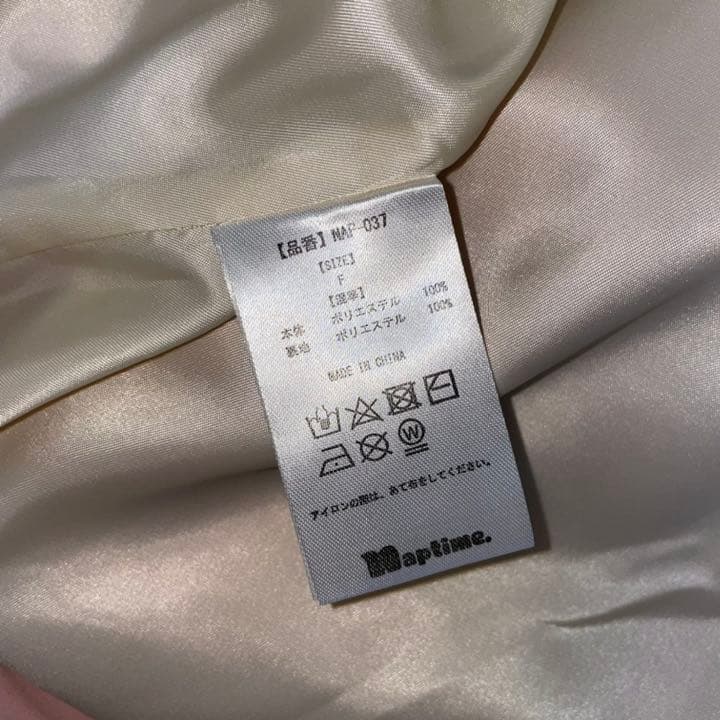 【品番】NAP-037
【SIZE】
F
【混率】
本体 ポリエステル 100%
裏地 ポリエステル 100%
MADE IN CHINA
W
アイロンの際は、あて布をしてください。
Naptime.